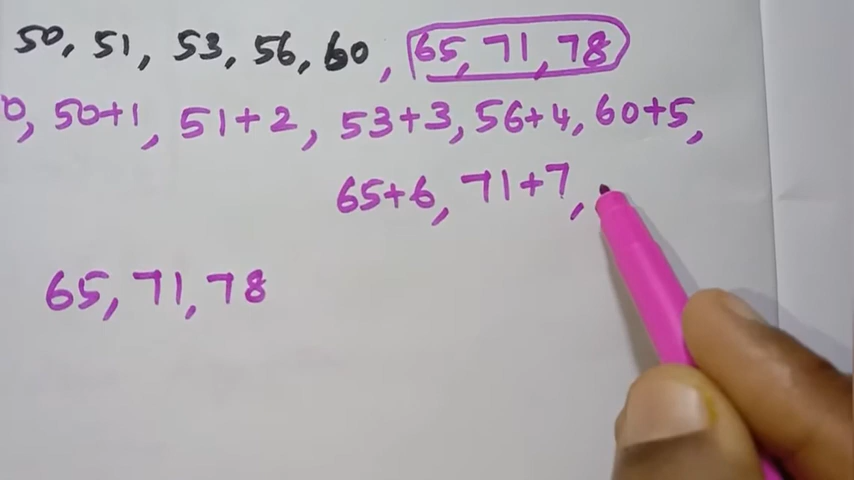 50, 51, 53, 56, 60, 65, 71, 78
0, 50+1, 51+2, 53+3, 56+4, 60+5,
65+6, 71+7,
65, 71, 78